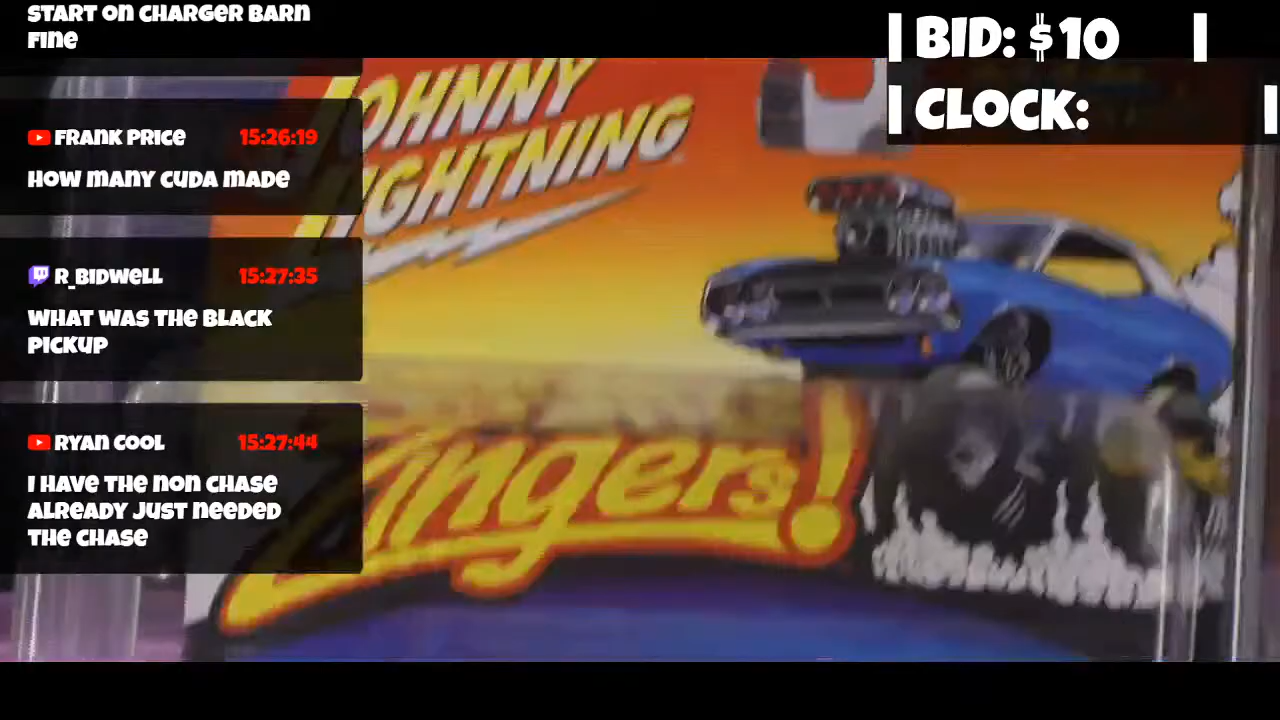 START ON CHARGER BARN
FINE
FRANK PRICE 15:26:19
HOW MANY CUDA MADE
R_BIDWELL 15:27:35
WHAT WAS THE BLACK
PICKUP
RYAN COOL 15:27:44
I HAVE THE NON CHASE
ALREADY JUST NEEDED
THE CHASE
| BID: $10 |
| CLOCK: |
JOHNNY
LIGHTNING
Zingers!